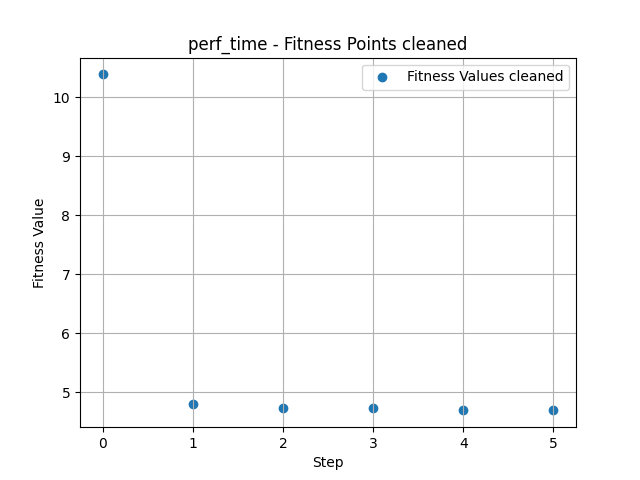 perf_time - Fitness Points cleaned
Fitness Values cleaned
Fitness Value
10
9
8
7
6
5
0 1 2 3 4 5
Step